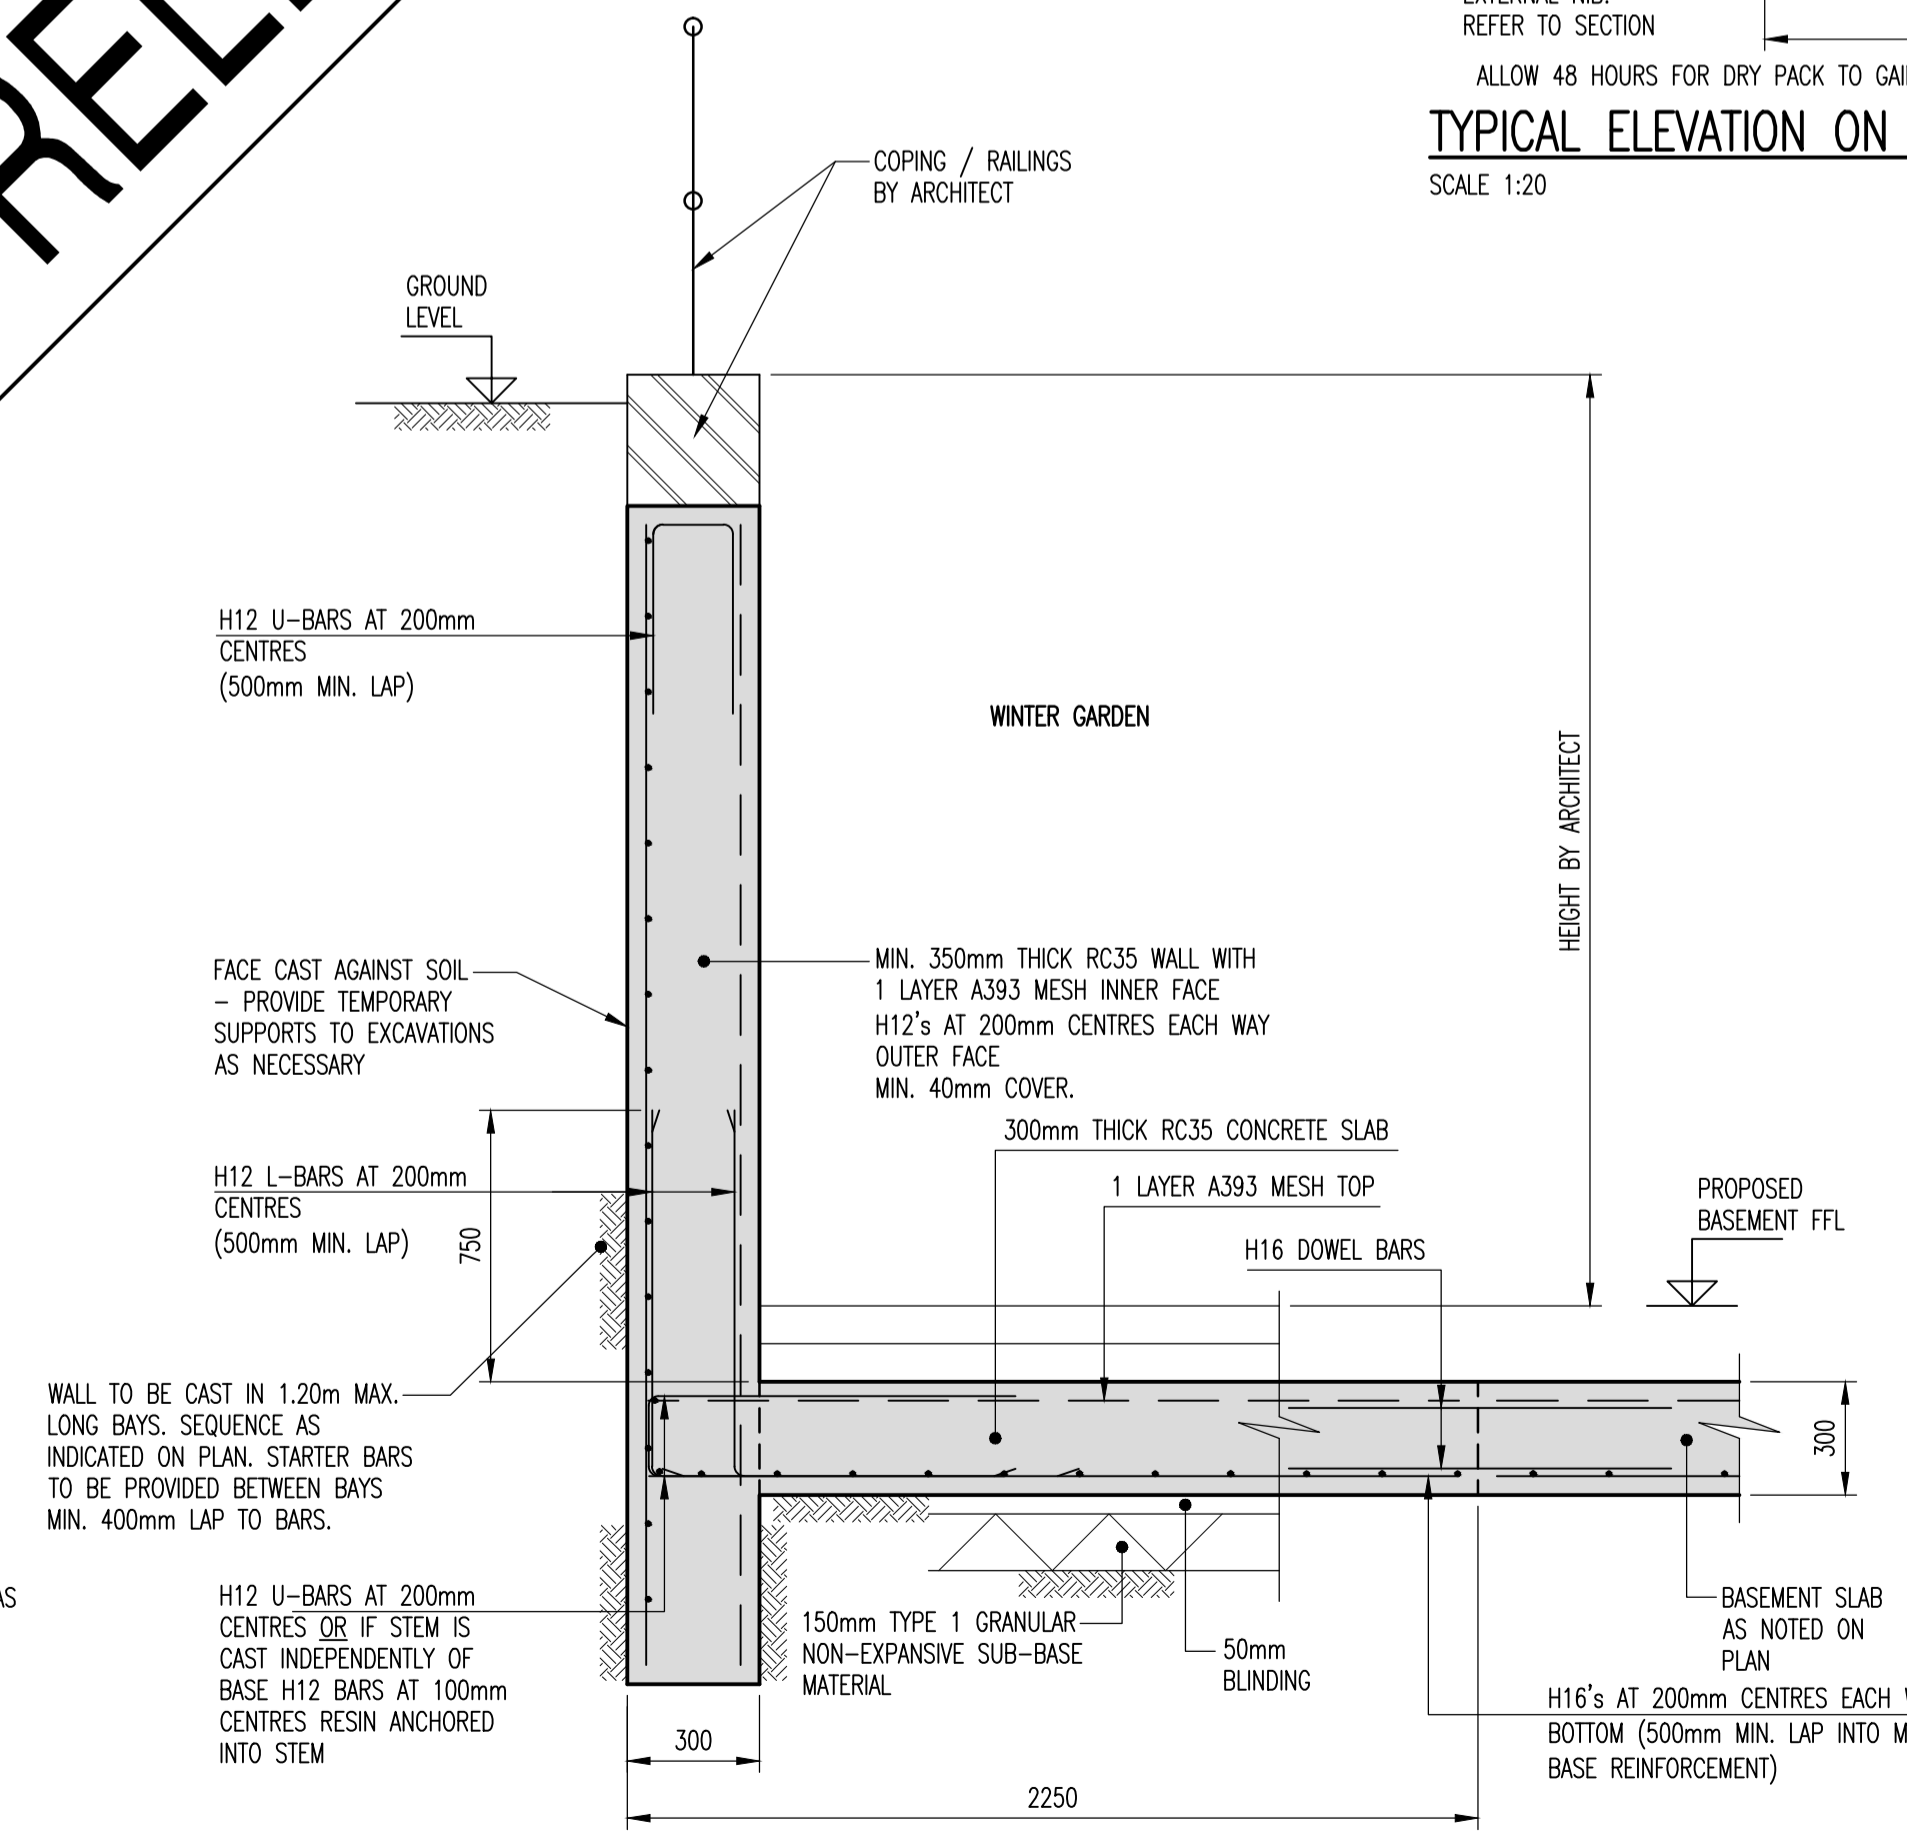 REFER TO SECTION
ALLOW 48 HOURS FOR DRY PACK TO
TYPICAL ELEVATION ON
SCALE 1:20
COPING / RAILINGS
BY ARCHITECT
GROUND
LEVEL
H12 U-BARS AT 200mm
CENTRES
(500mm MIN. LAP)
WINTER GARDEN
HEIGHT BY ARCHITECT
FACE CAST AGAINST SOIL
- PROVIDE TEMPORARY
SUPPORTS TO EXCAVATIONS
AS NECESSARY
MIN. 350mm THICK RC35 WALL WITH
1 LAYER A393 MESH INNER FACE
H12's AT 200mm CENTRES EACH WAY
OUTER FACE
MIN. 40mm COVER.
300mm THICK RC35 CONCRETE SLAB
1 LAYER A393 MESH TOP
H16 DOWEL BARS
PROPOSED
BASEMENT FFL
H12 L-BARS AT 200mm
CENTRES
(500mm MIN. LAP)
750
WALL TO BE CAST IN 1.20m MAX.
LONG BAYS. SEQUENCE AS
INDICATED ON PLAN. STARTER BARS
TO BE PROVIDED BETWEEN BAYS
MIN. 400mm LAP TO BARS.
300
H12 U-BARS AT 200mm
CENTRES OR IF STEM IS
CAST INDEPENDENTLY OF
BASE H12 BARS AT 100mm
CENTRES RESIN ANCHORED
INTO STEM
150mm TYPE 1 GRANULAR
NON-EXPANSIVE SUB-BASE
MATERIAL
50mm
BLINDING
BASEMENT SLAB
AS NOTED ON
PLAN
H16's AT 200mm CENTRES EACH
BOTTOM (500mm MIN. LAP INTO
BASE REINFORCEMENT)
300
2250